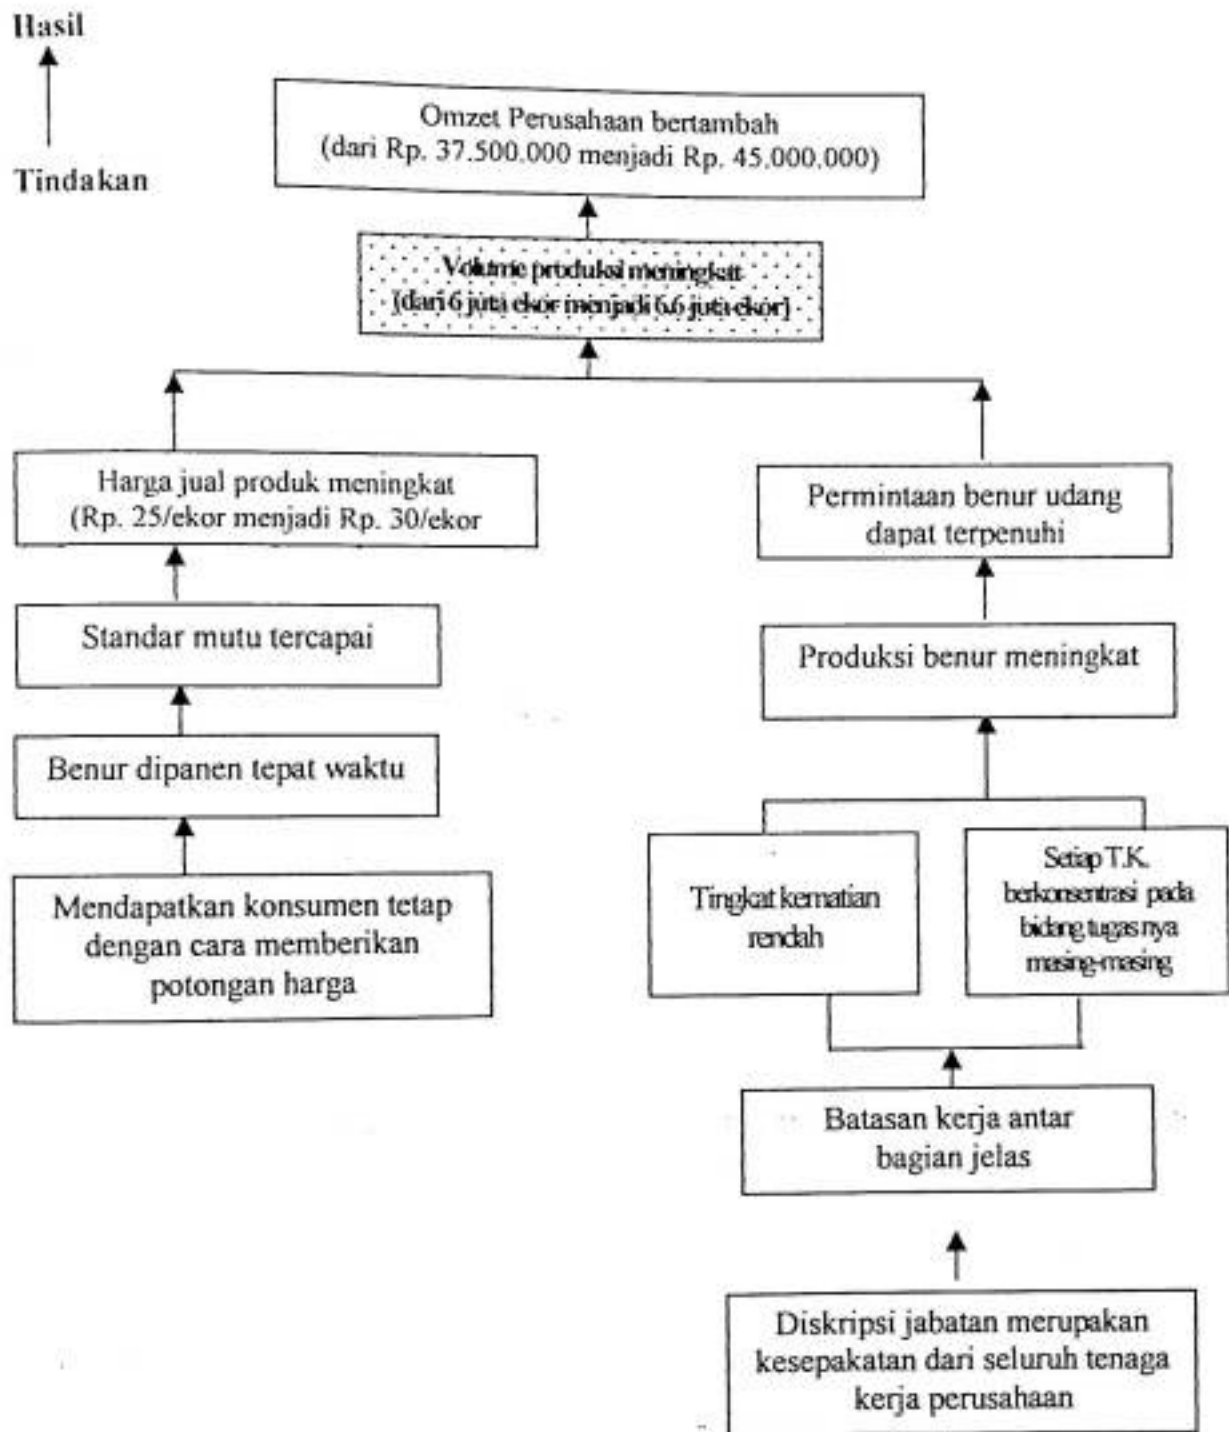 Hasil
Tindakan
Omzet Perusahaan bertambah
(dari Rp. 37.500.000 menjadi Rp. 45.000.000)
Volume produksi meningkatt
[dari 6 juta ekor menjadi 6.6 juta ekor]
Harga jual produk meningkat
(Rp. 25/ekor menjadi Rp. 30/ekor
Permintaan benur udang
dapat terpenuhi
Standar mutu tercapai
Produksi benur meningkat
Benur dipanen tepat waktu
Mendapatkan konsumen tetap
dengan cara memberikan
potongan harga
Tingkat kematian
rendah
Setiap T.K.
berkonsentrasi pada
bidang tugas nya
masing-masing
Batasan kerja antar
bagian jelas
Diskripsi jabatan merupakan
kesepakatan dari seluruh tenaga
kerja perusahaan